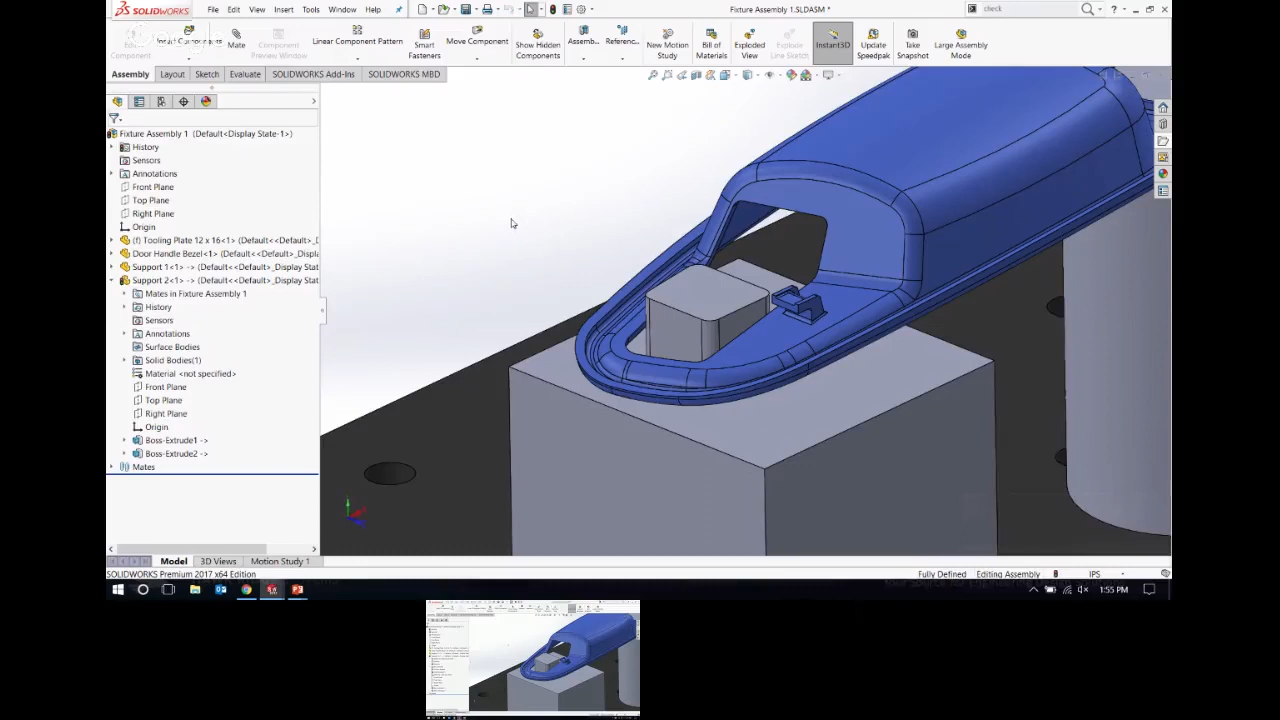 SOLIDWORKS File Edit View Insert Tools Window Help Fixture Assembly 1.SLDASM * check
Mate
Component Preview Window
Linear Component Pattern
Smart Fasteners
Move Component
Show Hidden Components
Assemb...
Referenc...
New Motion Study
Bill of Materials
Exploded View
Explode Line Sketch
Instant3D
Update Speedpak
Take Snapshot
Large Assembly Mode
Assembly Layout Sketch Evaluate SOLIDWORKS Add-Ins SOLIDWORKS MBD
Fixture Assembly 1 (Default<Display State-1>)
History
Sensors
Annotations
Front Plane
Top Plane
Right Plane
Origin
(f) Tooling Plate 12 x 16<1> (Default<<Default>_D
Door Handle Bezel<1> (Default<<Default>_Displ
Support 1<1> -> (Default<<Default>_Display Stat
Support 2<1> -> (Default<<Default>_Display Stat
Mates in Fixture Assembly 1
History
Sensors
Annotations
Surface Bodies
Solid Bodies(1)
Material <not specified>
Front Plane
Top Plane
Right Plane
Origin
Boss-Extrude1 ->
Boss-Extrude2 ->
Mates
Model 3D Views Motion Study 1
SOLIDWORKS Premium 2017 x64 Edition Fully Defined Editing Assembly IPS
1:55 PM